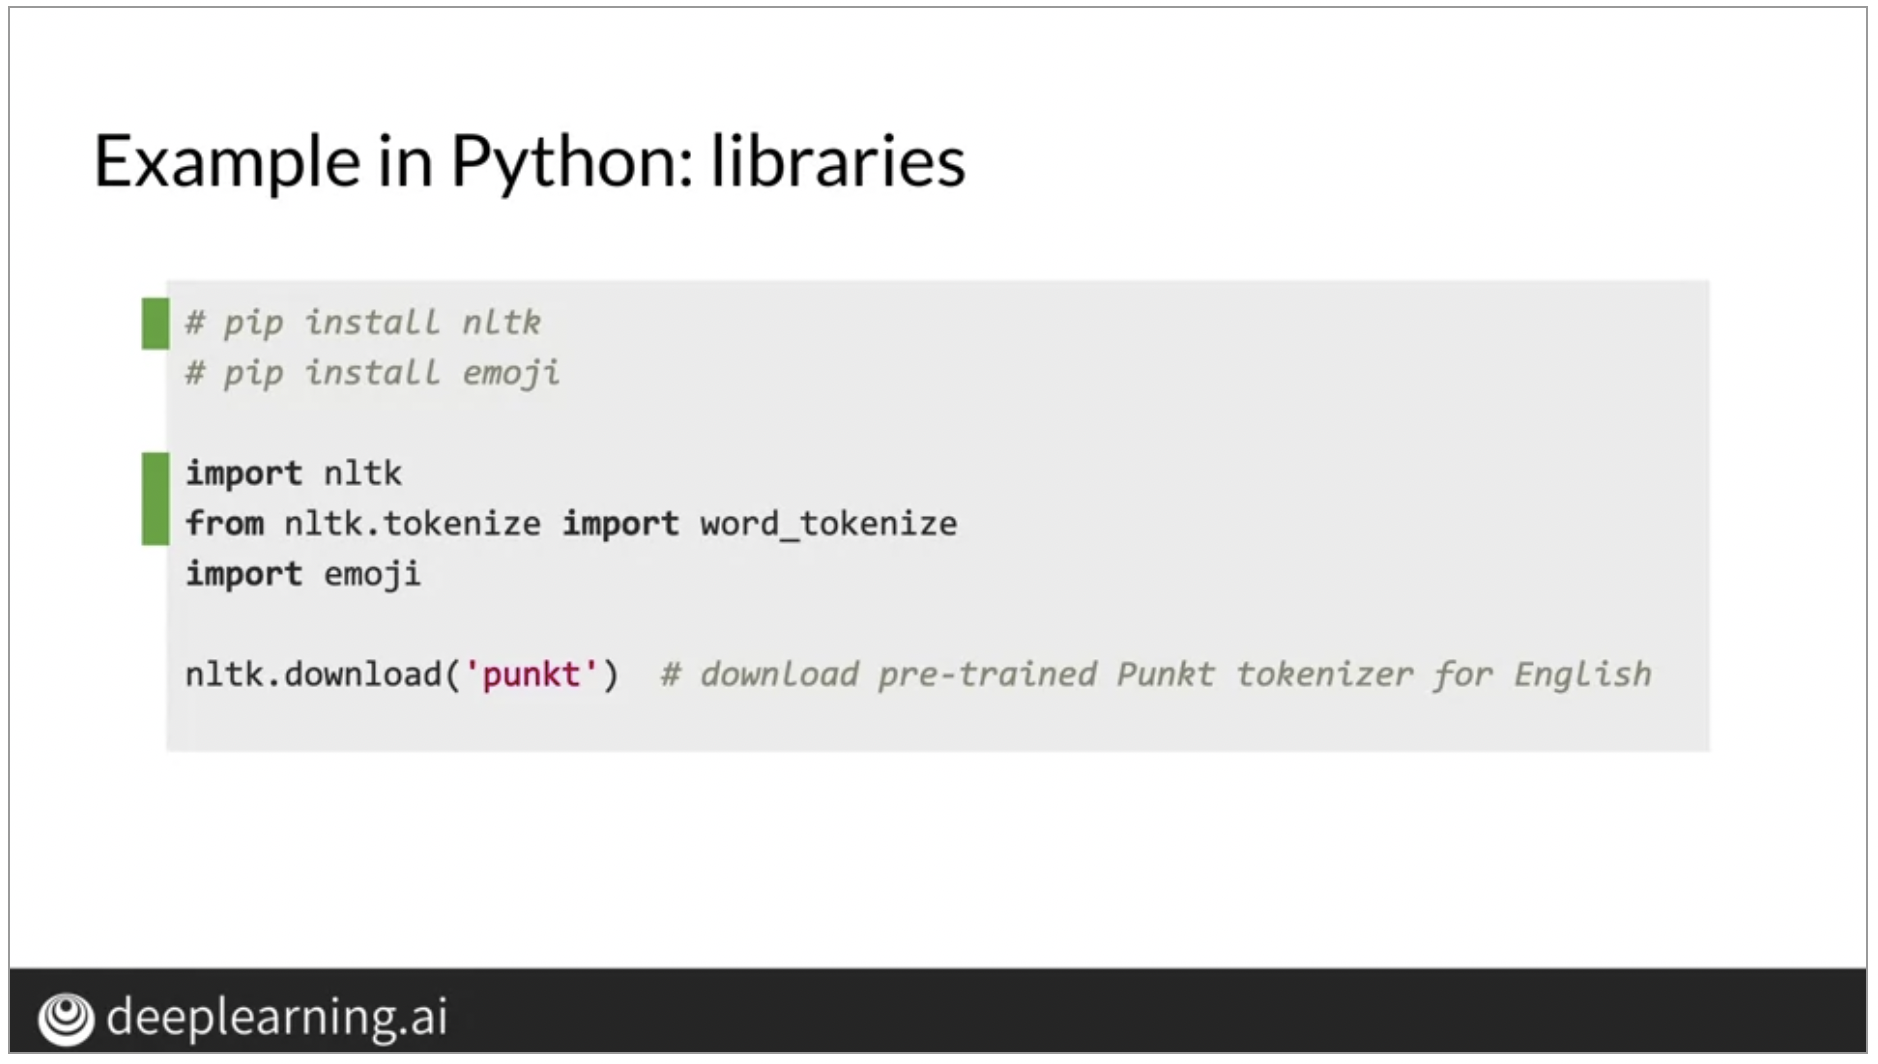 Example in Python: libraries
# pip install nltk
# pip install emoji
import nltk
from nltk.tokenize import word_tokenize
import emoji
nltk.download('punkt')  # download pre-trained Punkt tokenizer for English
deeplearning.ai